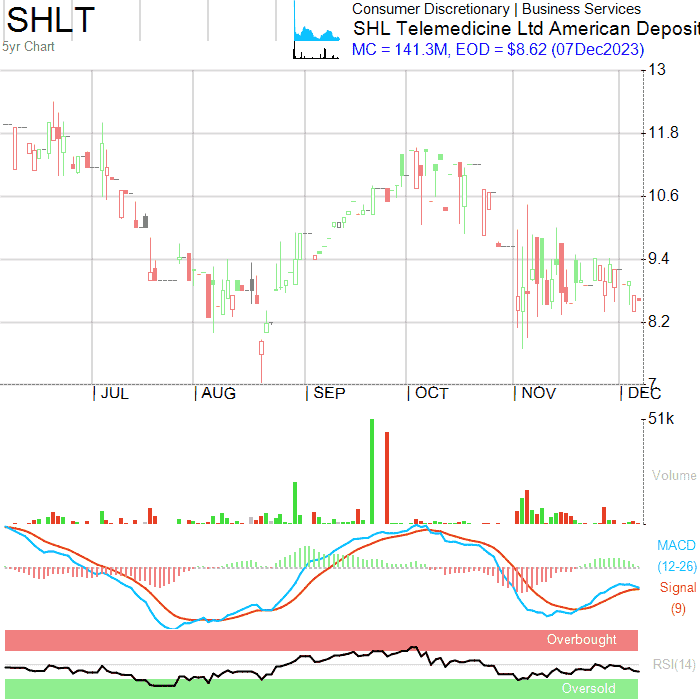 SHLT
5yr Chart
Consumer Discretionary | Business Services
SHL Telemedicine Ltd American Deposit
MC = 141.3M, EOD = $8.62 (07Dec2023)
13
11.8
10.6
9.4
8.2
7
JUL
AUG
SEP
OCT
NOV
DEC
51k
Volume
MACD
(12-26)
Signal
(9)
Overbought
RSI(14)
Oversold